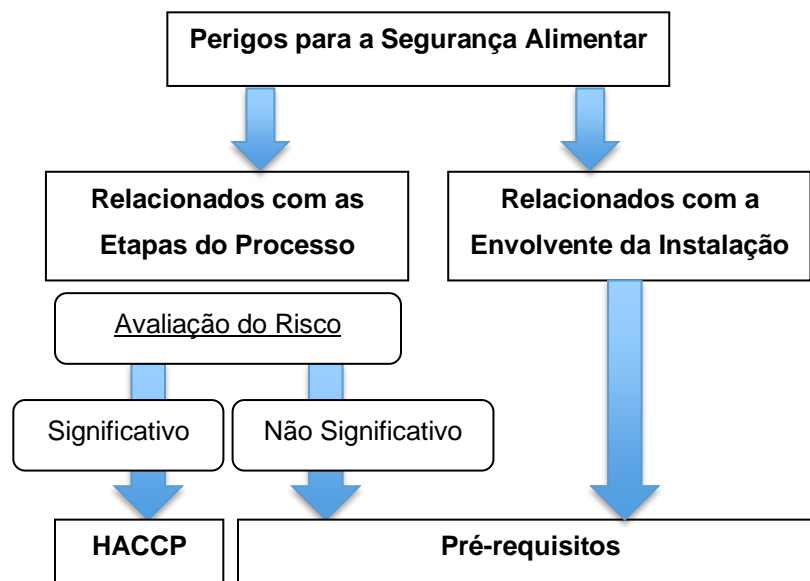 Perigos para a Segurança Alimentar
Relacionados com as
Etapas do Processo
Relacionados com a
Envolvente da Instalação
Avaliação do Risco
Significativo
Não Significativo
HACCP
Pré-requisitos